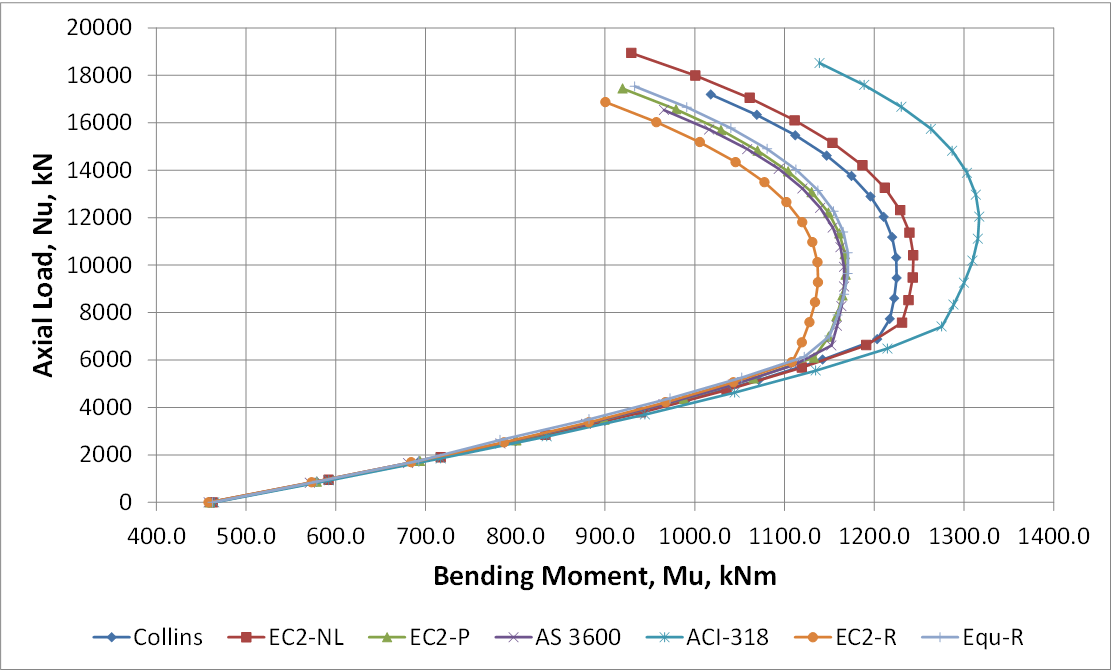 20000
18000
16000
14000
12000
10000
8000
6000
4000
2000
0
Axial Load, Nu, kN
400.0 500.0 600.0 700.0 800.0 900.0 1000.0 1100.0 1200.0 1300.0 1400.0
Bending Moment, Mu, kNm
Collins EC2-NL EC2-P AS 3600 ACI-318 EC2-R Equ-R